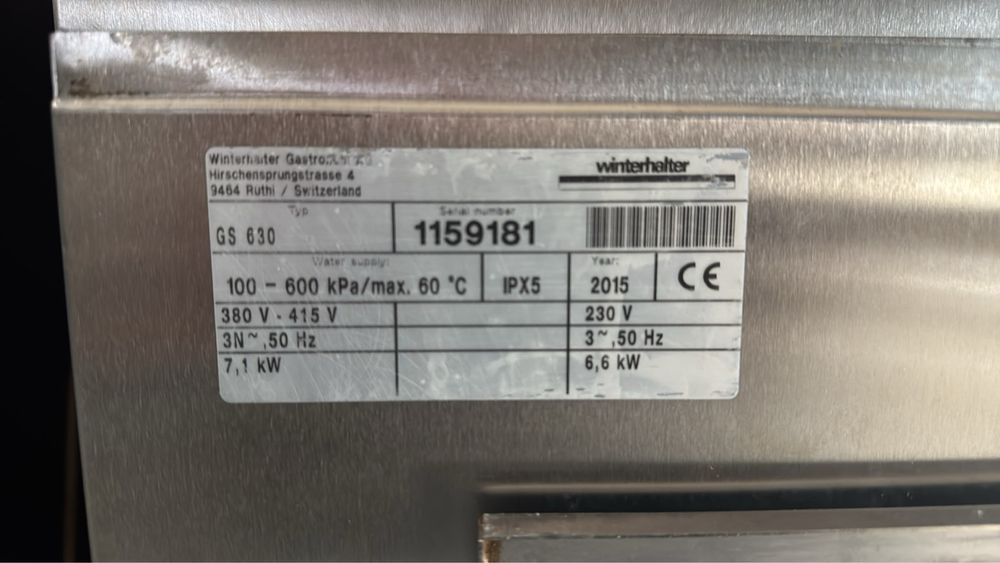 Winterhalter Gastronom AG
Hirschensprungstrasse 4
9464 Rüthi / Switzerland
winterhalter
Typ
GS 630
Serial number
1159181
Water supply:
100 - 600 kPa/max. 60 °C
IPX5
Year:
2015
CE
380 V - 415 V
230 V
3N~,50 Hz
3~,50 Hz
7,1 kW
6,6 kW